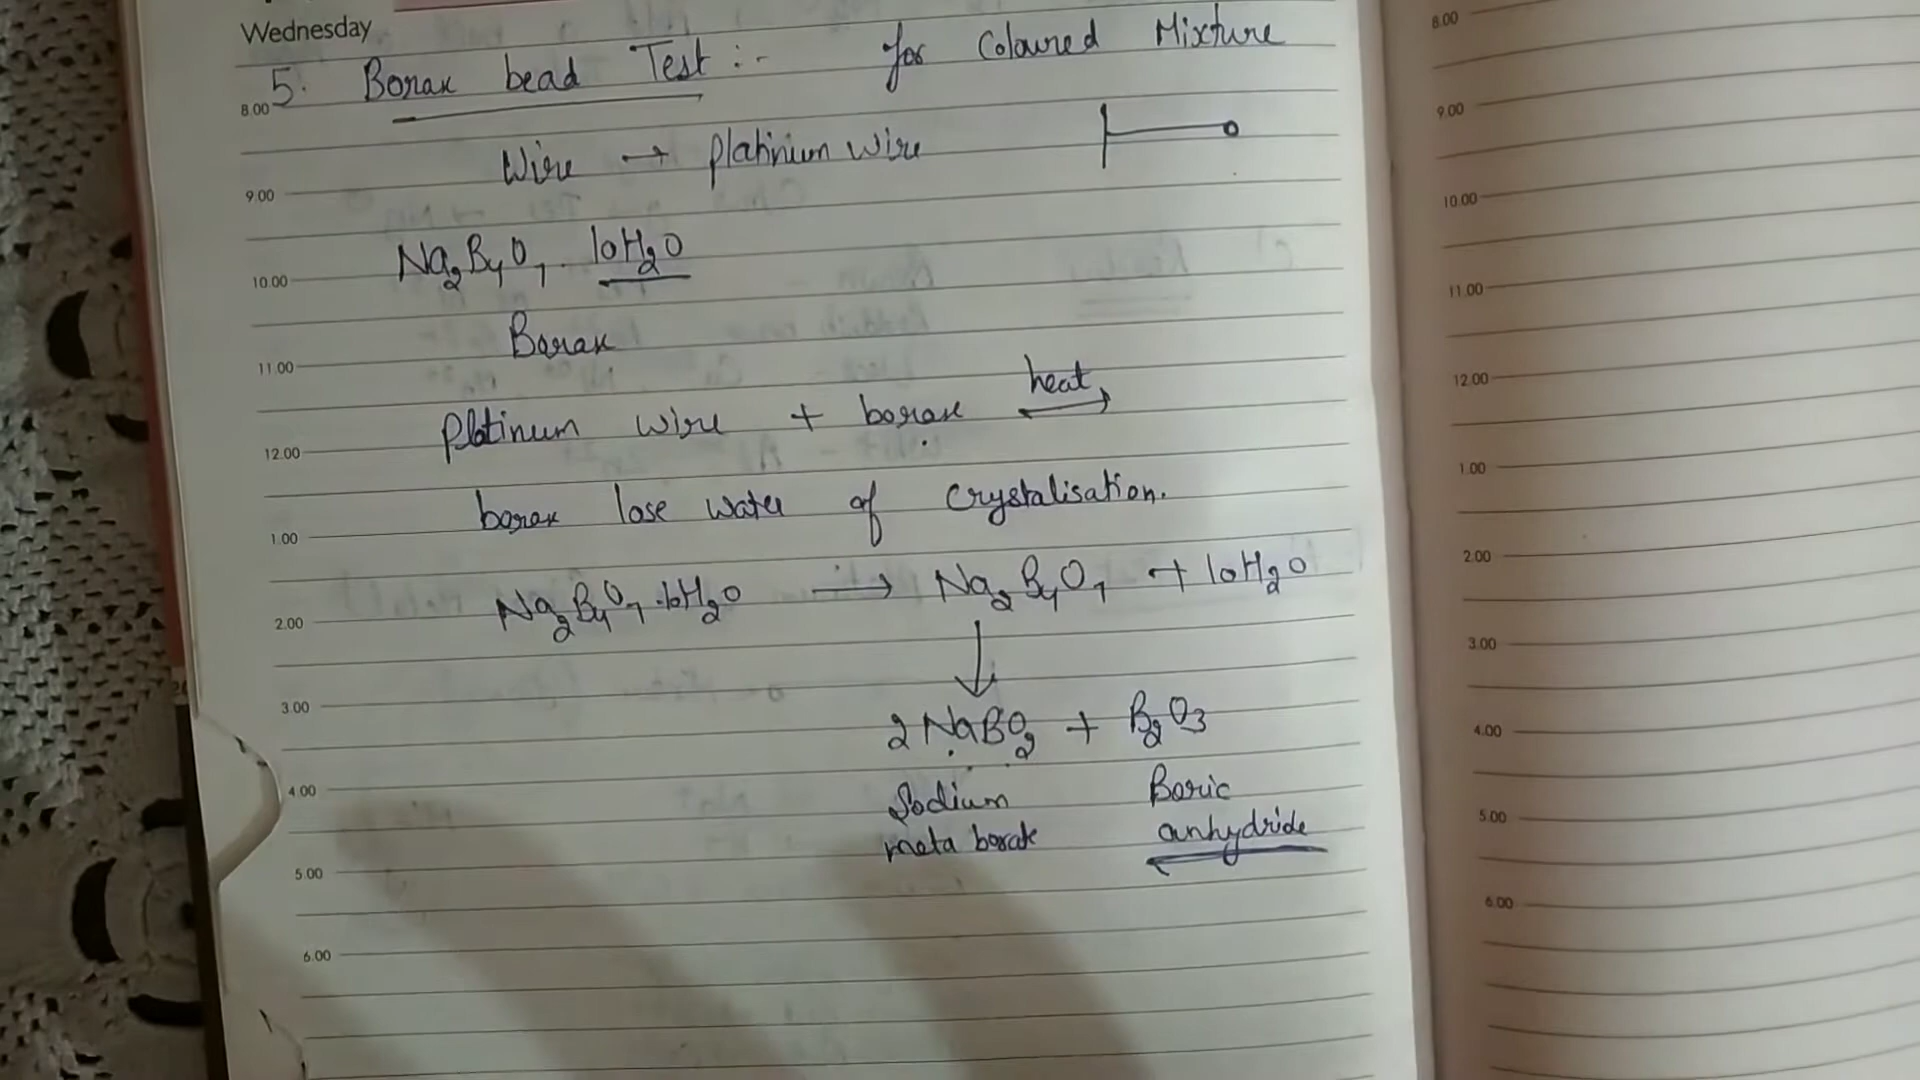 Wednesday
5. Borax bead Test :- for Coloured Mixture
8.00
Wire → platinium wire
9.00
Na2B4O7 . 10H2O
10.00
Borax
11.00
heat
platinum wire + borax →
12.00
borax lose water of Crystalisation.
1.00
Na2B4O7.10H2O → Na2B4O7 + 10H2O
2.00
↓
3.00
2NaBO2 + B2O3
4.00
Sodium Boric
meta borate anhydride
5.00
6.00
8.00
9.00
10.00
11.00
12.00
1.00
2.00
3.00
4.00
5.00
6.00